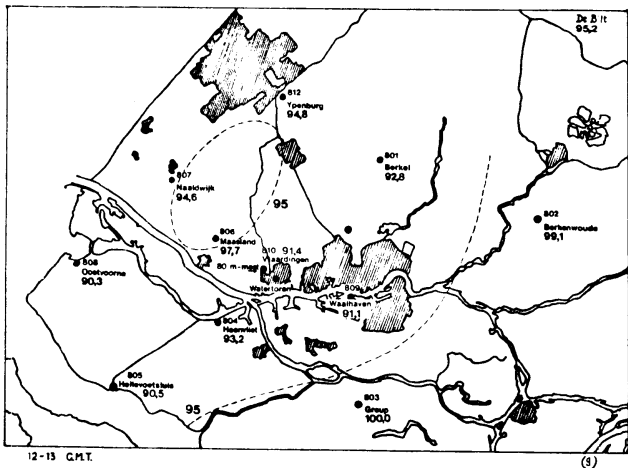 De Bilt
95,2
812
Ypenburg
94,8
801
Berkel
92,8
807
Naaldwijk
94,6
95
802
Berkenwoude
99,1
806
Maasland
97,7
810 91,4
Vlaardingen
80 m-mast
808
Oostvoorne
90,3
Watertoren
809
Waalhaven
91,1
804
Heenvliet
93,2
805
Hellevoetsluis
90,5
95
803
Greup
100,0
12-13 G.M.T.
(9)